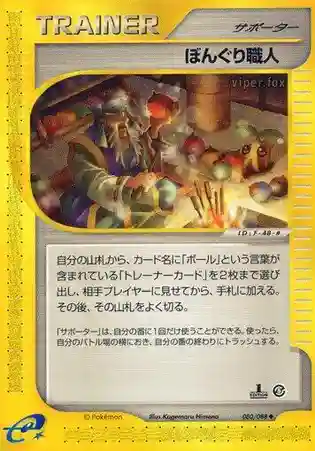 TRAINER
サポーター
ぽんぐり職人
viper.fox
ID:F-48-#
自分の山札から、カード名に「ボール」という言葉が
含まれている「トレーナーカード」を2枚まで選び
出し、相手プレイヤーに見せてから、手札に加える。
その後、その山札をよく切る。
「サポーター」は、自分の番に1回だけ使うことができる。使ったら、
自分のバトル場の横におき、自分の番の終わりにトラッシュする。
1
EDITION
e
© Pokémon
Illus. Kagemaru Himeno
080/088 ◆